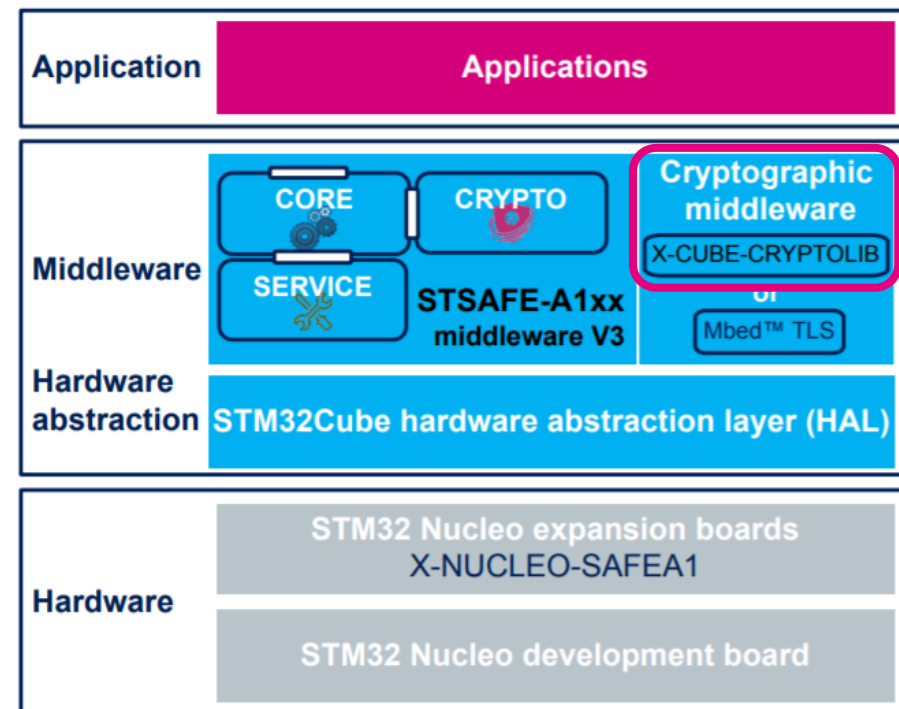 Application
Applications
Middleware
CORE
CRYPTO
SERVICE
STSAFE-A1xx
middleware V3
Cryptographic
middleware
X-CUBE-CRYPTOLIB
or
Mbed™ TLS
Hardware
abstraction
STM32Cube hardware abstraction layer (HAL)
Hardware
STM32 Nucleo expansion boards
X-NUCLEO-SAFEA1
STM32 Nucleo development board